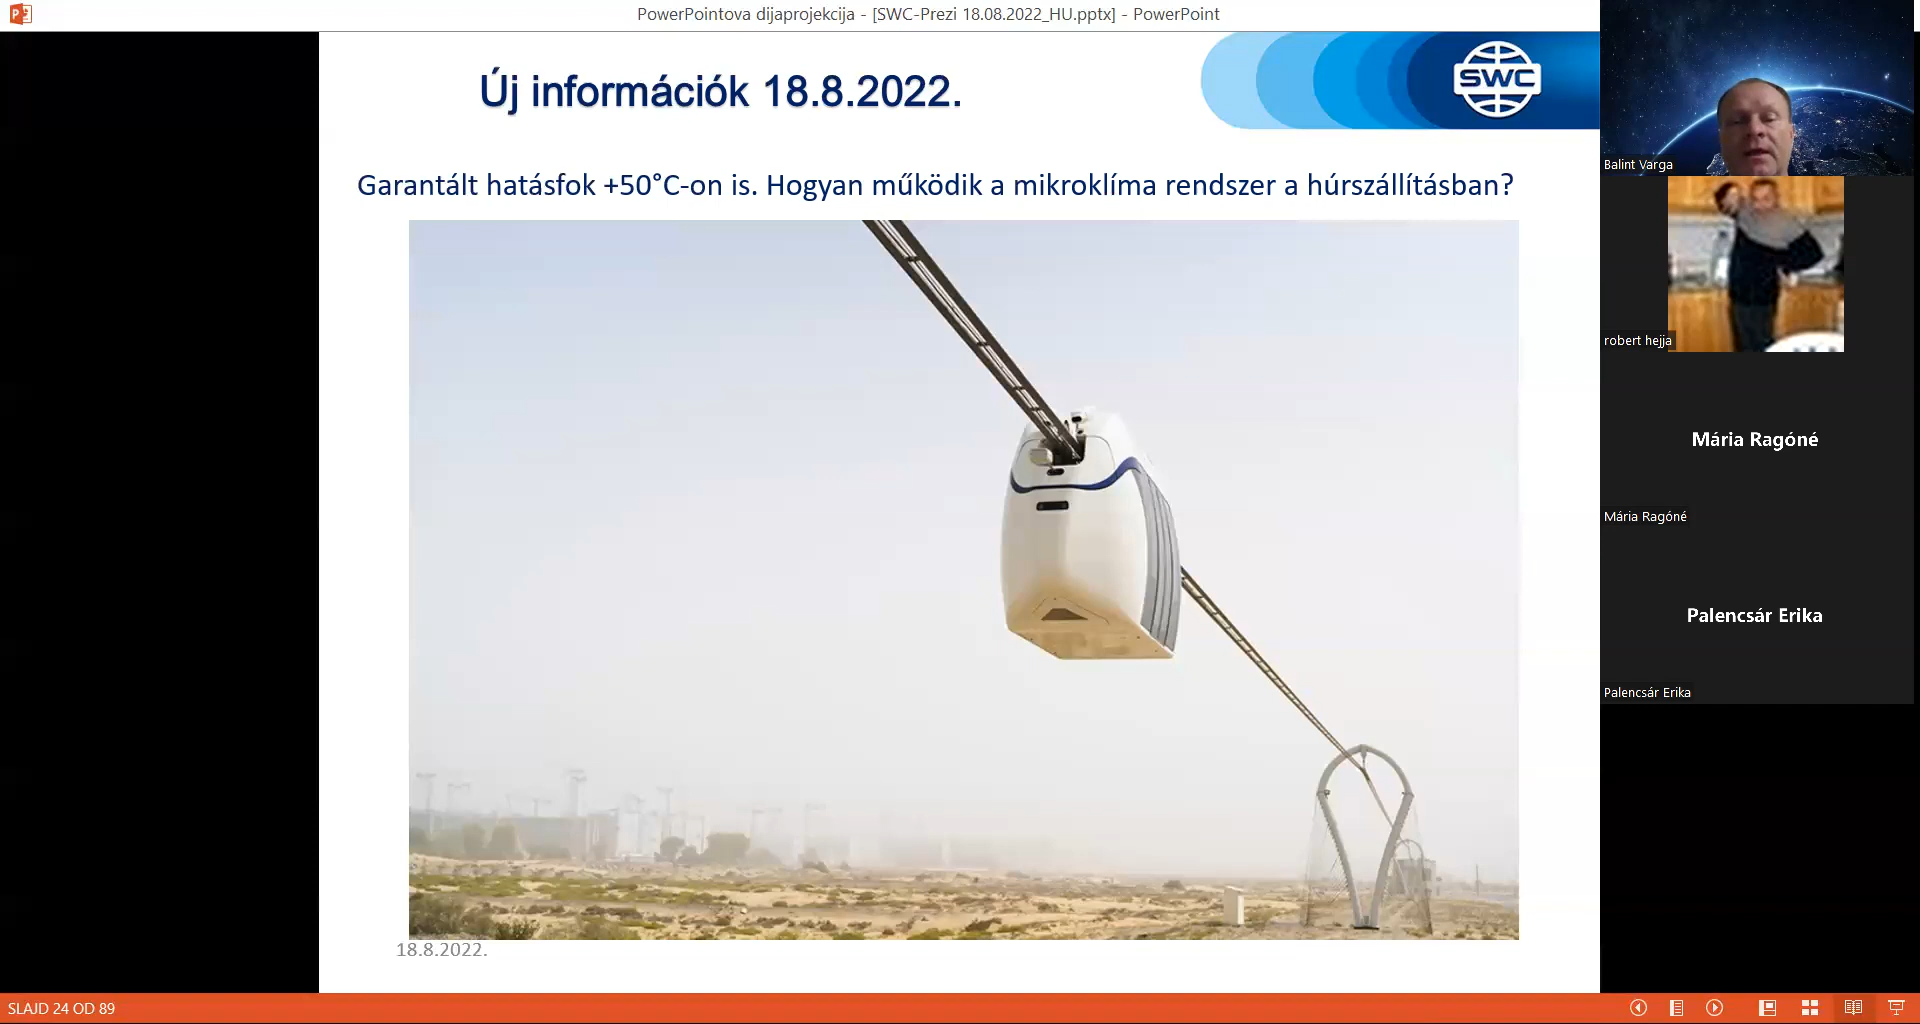 PowerPointova dijaprojekcija - [SWC-Prezi 18.08.2022_HU.pptx] - PowerPoint
Új információk 18.8.2022.
SWC
Garantált hatásfok +50°C-on is. Hogyan működik a mikroklíma rendszer a húrszállításban?
18.8.2022.
Balint Varga
robert hejja
Mária Ragóné
Mária Ragóné
Palencsár Erika
Palencsár Erika
SLAJD 24 OD 89